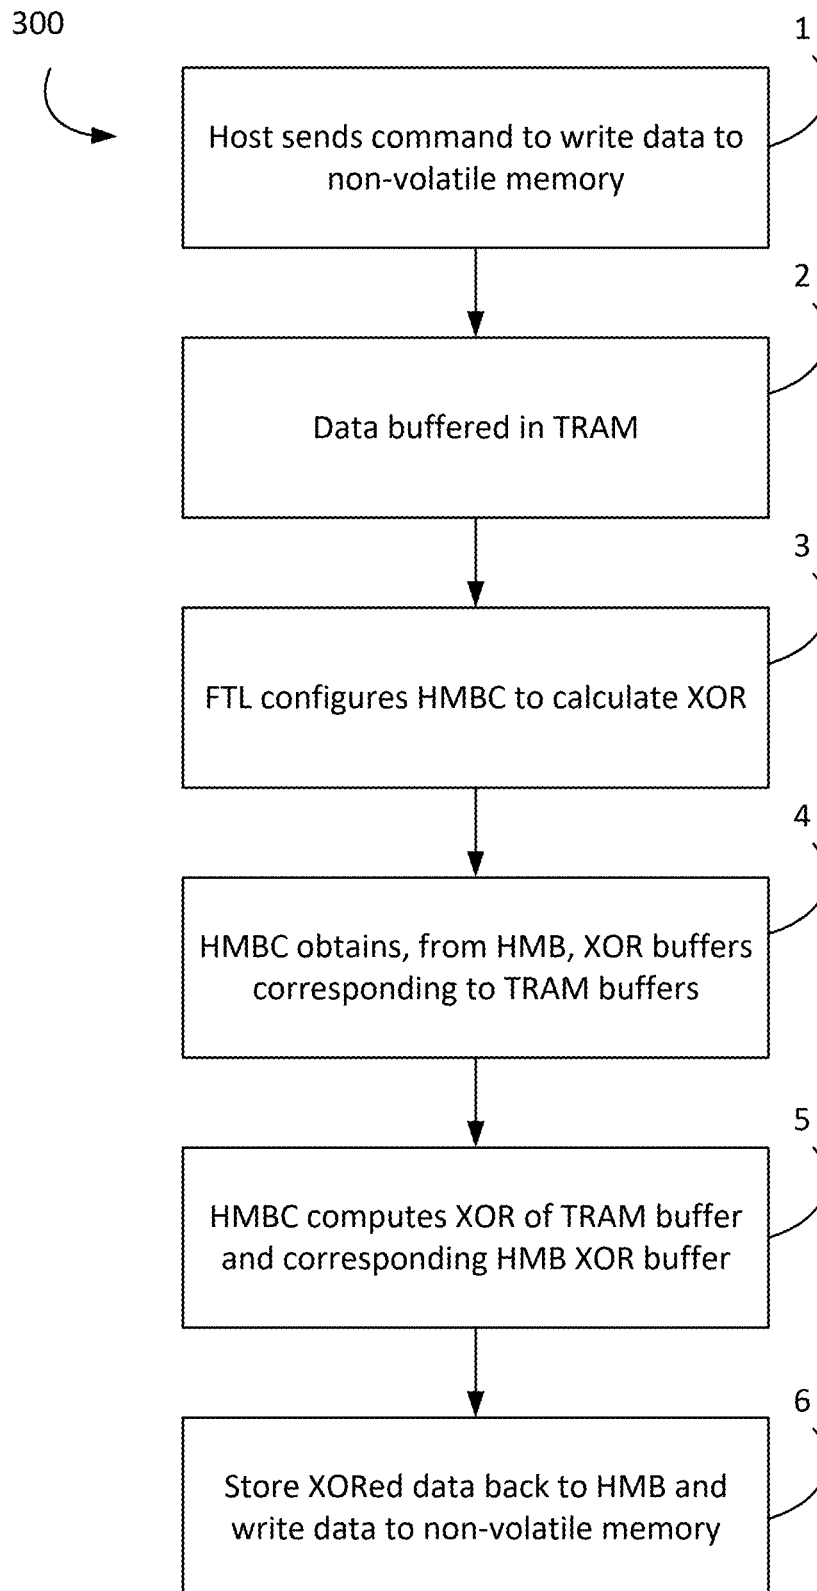 300
1
Host sends command to write data to
non-volatile memory
2
Data buffered in TRAM
3
FTL configures HMBC to calculate XOR
4
HMBC obtains, from HMB, XOR buffers
corresponding to TRAM buffers
5
HMBC computes XOR of TRAM buffer
and corresponding HMB XOR buffer
6
Store XORed data back to HMB and
write data to non-volatile memory